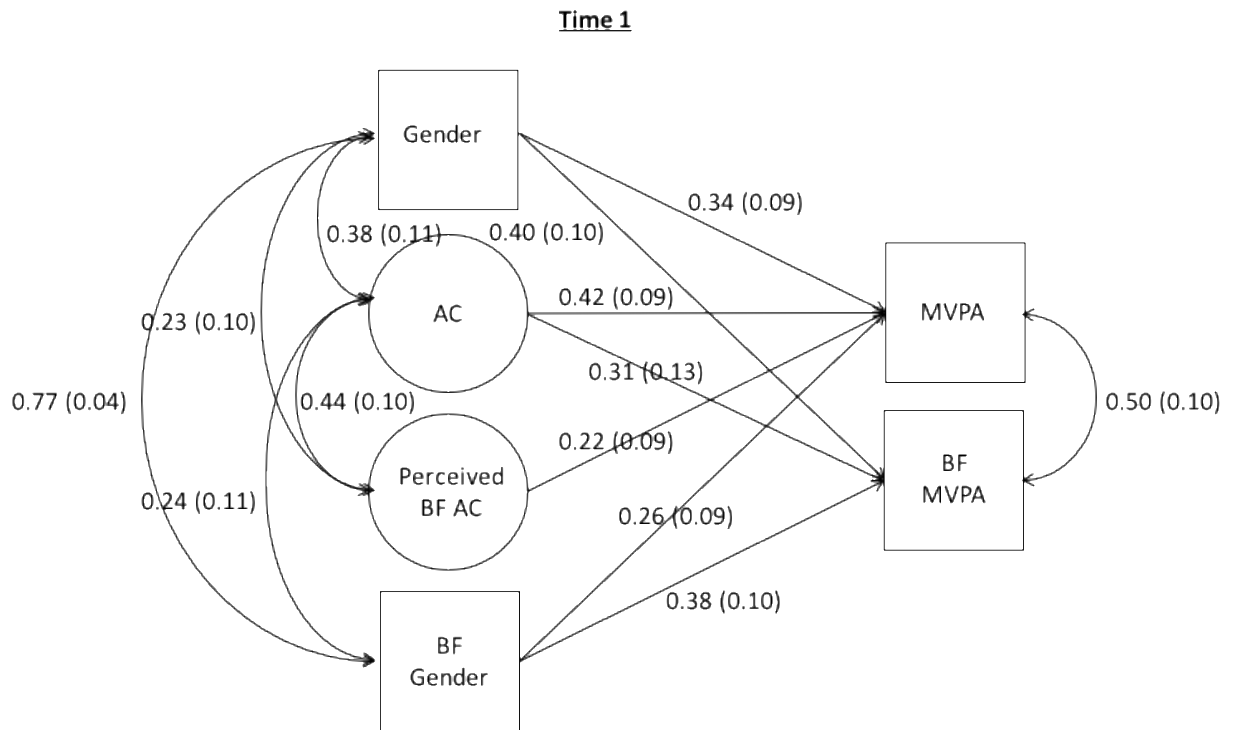 Time 1
Gender
0.34 (0.09)
0.38 (0.11)
0.40 (0.10)
0.42 (0.09)
AC
MVPA
0.23 (0.10)
0.31 (0.13)
0.77 (0.04)
0.44 (0.10)
0.50 (0.10)
0.22 (0.09)
Perceived
BF AC
BF
MVPA
0.24 (0.11)
0.26 (0.09)
0.38 (0.10)
BF
Gender